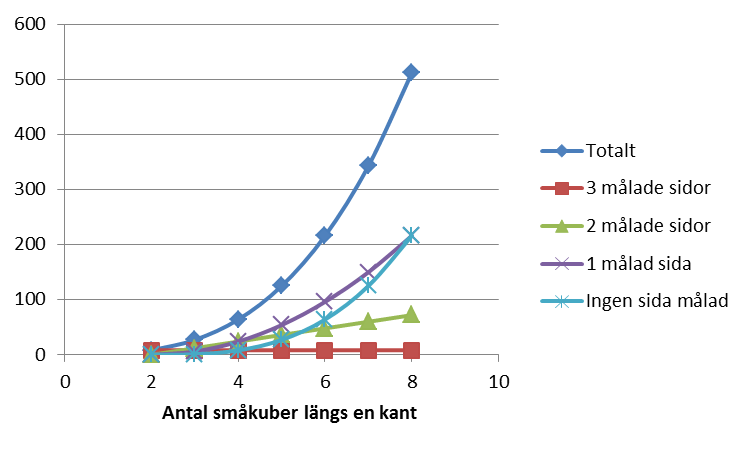 600
500
400
300
200
100
0
0 2 4 6 8 10
Antal småkuber längs en kant
Totalt
3 målade sidor
2 målade sidor
1 målad sida
Ingen sida målad